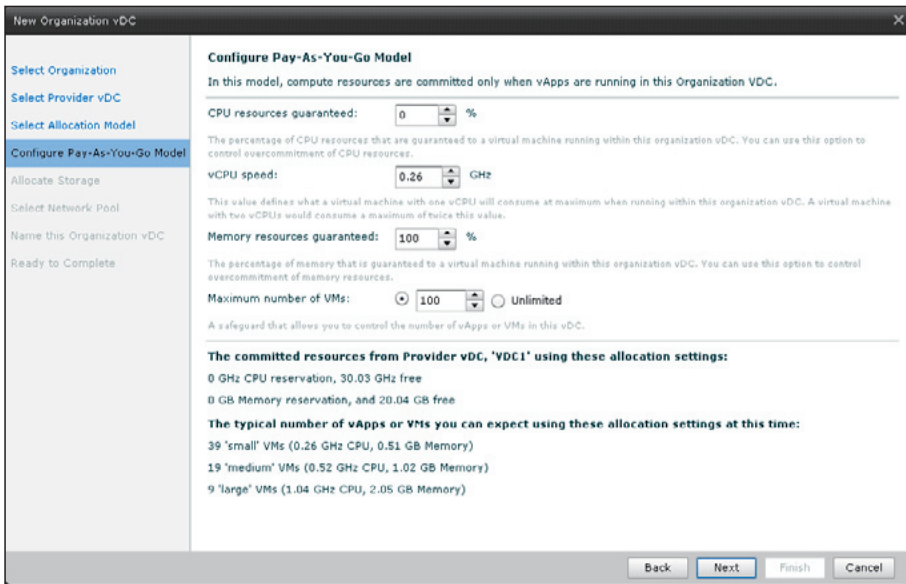 New Organization vDC
Select Organization
Select Provider vDC
Select Allocation Model
Configure Pay-As-You-Go Model
Allocate Storage
Select Network Pool
Name this Organization vDC
Ready to Complete
Configure Pay-As-You-Go Model
In this model, compute resources are committed only when vApps are running in this Organization VDC.
CPU resources guaranteed: 0 %
The percentage of CPU resources that are guaranteed to a virtual machine running within this organization vDC. You can use this option to
control overcommitment of CPU resources.
vCPU speed: 0.26 GHz
This value defines what a virtual machine with one vCPU will consume at maximum when running within this organization vDC. A virtual machine
with two vCPUs would consume a maximum of twice this value.
Memory resources guaranteed: 100 %
The percentage of memory that is guaranteed to a virtual machine running within this organization vDC. You can use this option to control
overcommitment of memory resources.
Maximum number of VMs: 100 Unlimited
A safeguard that allows you to control the number of vApps or VMs in this vDC.
The committed resources from Provider vDC, 'VDC1' using these allocation settings:
0 GHz CPU reservation, 30.03 GHz free
0 GB Memory reservation, and 20.04 GB free
The typical number of vApps or VMs you can expect using these allocation settings at this time:
39 'small' VMs (0.26 GHz CPU, 0.51 GB Memory)
19 'medium' VMs (0.52 GHz CPU, 1.02 GB Memory)
9 'large' VMs (1.04 GHz CPU, 2.05 GB Memory)
Back Next Finish Cancel